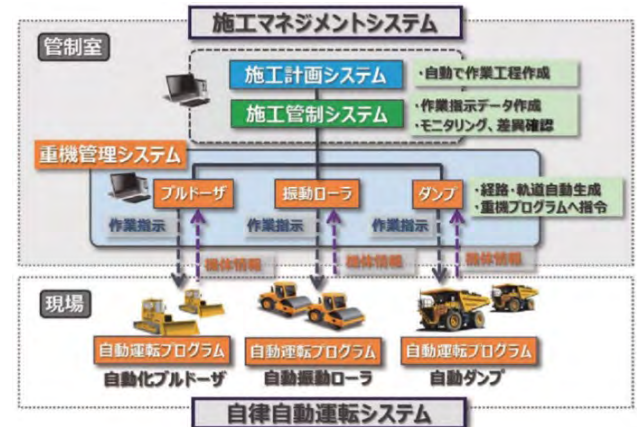 施工マネジメントシステム
管制室
施工計画システム
・自動で作業工程作成
施工管制システム
・作業指示データ作成
・モニタリング、差異確認
重機管理システム
ブルドーザ
振動ローラ
ダンプ
・経路・軌道自動生成
・重機プログラムへ指令
作業指示
作業指示
作業指示
機体情報
機体情報
機体情報
現場
自動運転プログラム
自動運転プログラム
自動運転プログラム
自動化ブルドーザ
自動振動ローラ
自動ダンプ
自律自動運転システム